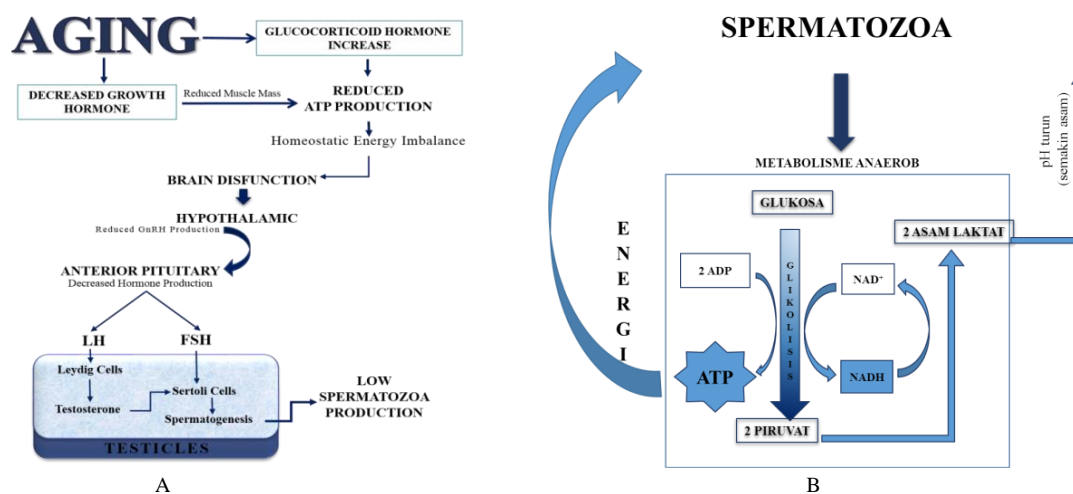 AGING
GLUCOCORTICOID HORMONE
INCREASE
DECREASED GROWTH
HORMONE
Reduced Muscle Mass
REDUCED
ATP PRODUCTION
Homeostatic Energy Imbalance
BRAIN DISFUNCTION
HYPOTHALAMIC
Reduced GnRH Production
ANTERIOR PITUITARY
Decreased Hormone Production
LH
FSH
Leydig Cells
Sertoli Cells
Testosterone
Spermatogenesis
LOW
SPERMATOZOA
PRODUCTION
TESTICLES
A
SPERMATOZOA
METABOLISME ANAEROB
GLUKOSA
2 ADP
GLIKOLISIS
NAD⁺
NADH
ATP
2 PIRUVAT
2 ASAM LAKTAT
ENERGI
pH turun
(semakin asam)
B